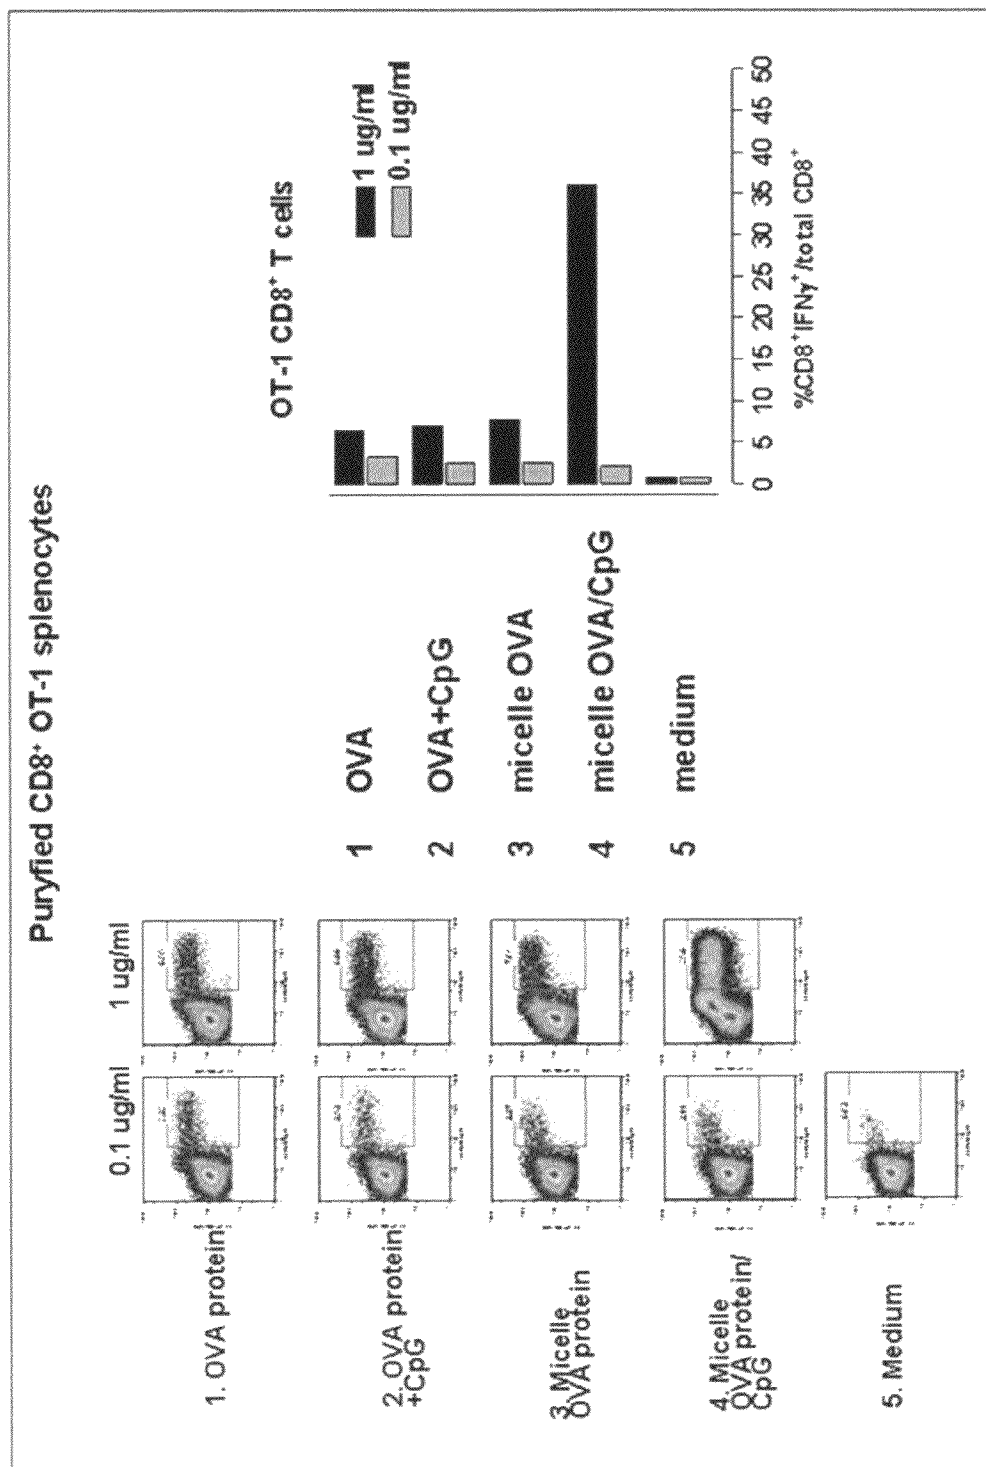 Puryfied CD8⁺ OT-1 splenocytes
0.1 ug/ml
1 ug/ml
1. OVA protein
2. OVA protein
+CpG
3. Micelle
OVA protein
4. Micelle
OVA protein/
CpG
5. Medium
1 OVA
2 OVA+CpG
3 micelle OVA
4 micelle OVA/CpG
5 medium
OT-1 CD8⁺ T cells
1 ug/ml
0.1 ug/ml
0 5 10 15 20 25 30 35 40 45 50
%CD8⁺IFNγ⁺/total CD8⁺